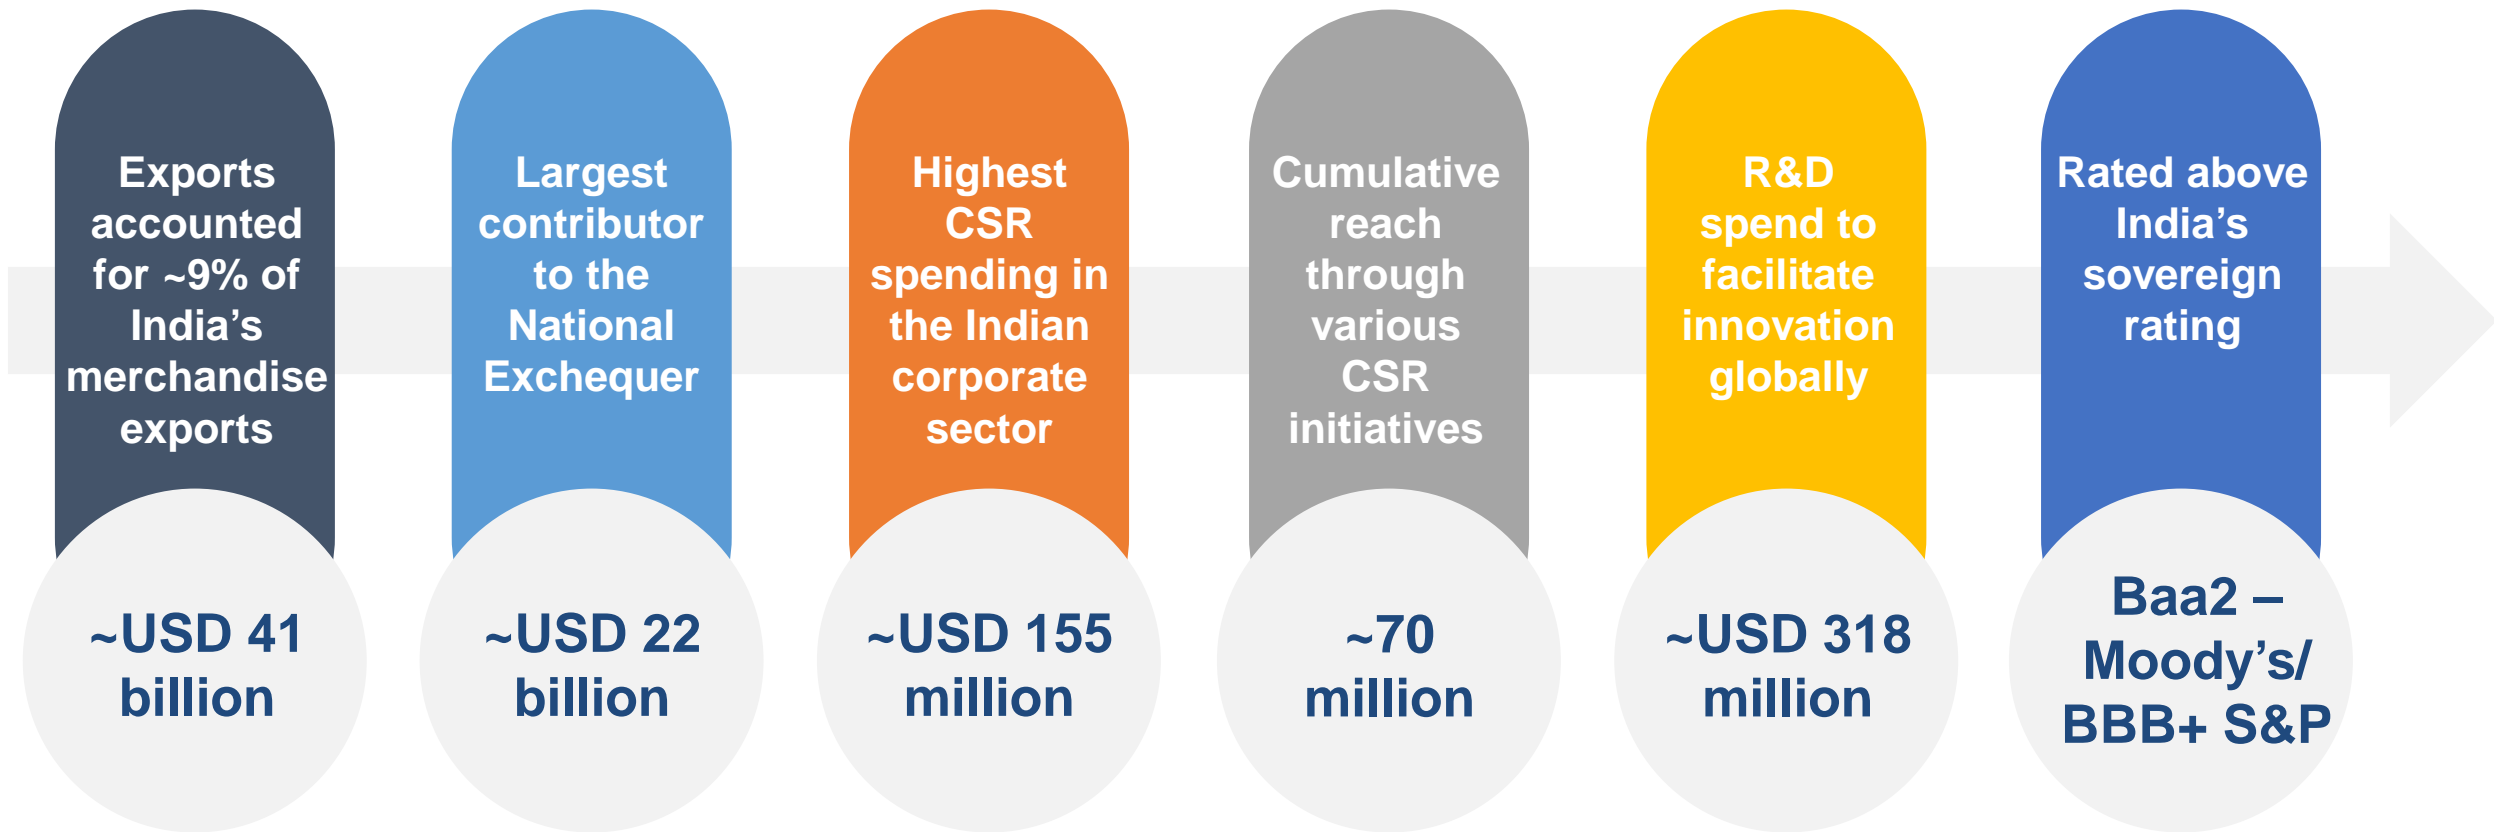 Exports
accounted
for ~9% of
India’s
merchandise
exports
~USD 41
billion
Largest
contributor
to the
National
Exchequer
~USD 22
billion
Highest
CSR
spending in
the Indian
corporate
sector
~USD 155
million
Cumulative
reach
through
various
CSR
initiatives
~70
million
R&D
spend to
facilitate
innovation
globally
~USD 318
million
Rated above
India’s
sovereign
rating
Baa2 –
Moody’s/
BBB+ S&P